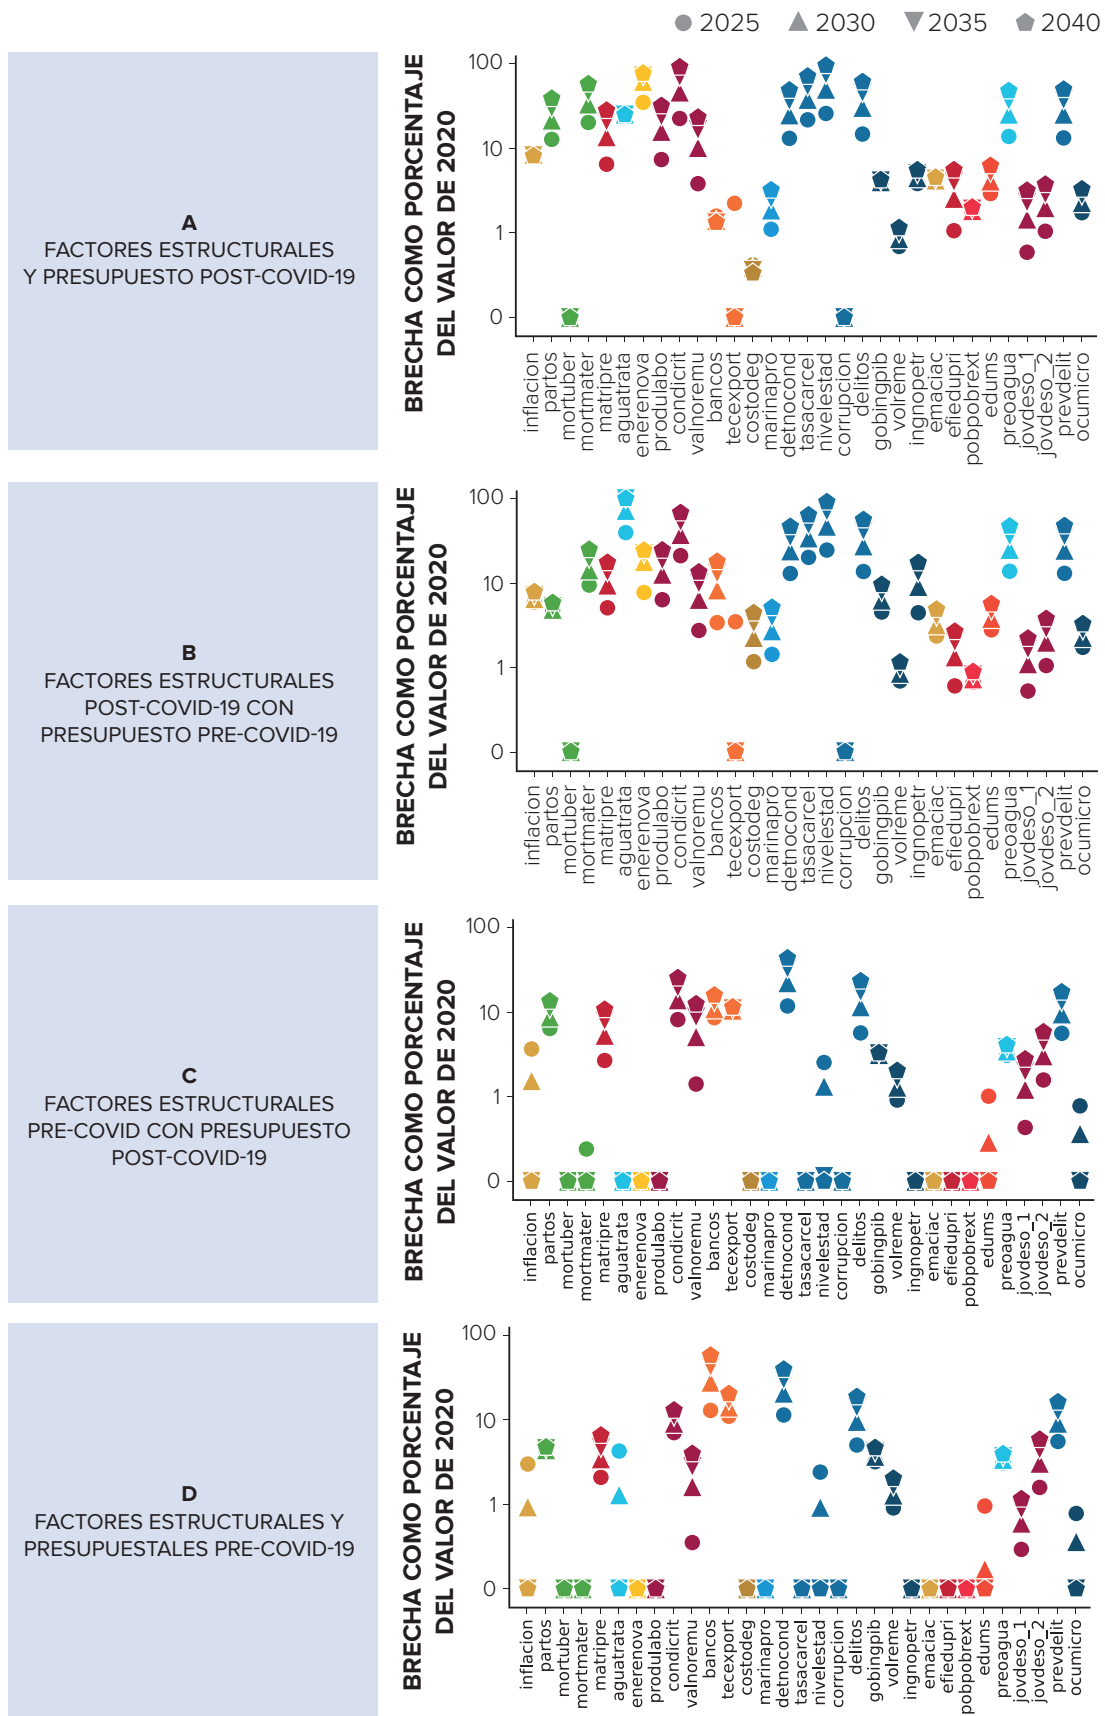 2025 2030 2035 2040
A
FACTORES ESTRUCTURALES
Y PRESUPUESTO POST-COVID-19
BRECHA COMO PORCENTAJE
DEL VALOR DE 2020
100
10
1
0
inflacion
partos
mortuber
mortmater
matripre
aguatrata
enerenova
produlabo
condicrit
valnoremu
bancos
tecexport
costodeg
marinapro
detnocond
tasacarcel
nivelestad
corrupcion
delitos
gobingpib
volreme
ingnopetr
emaciac
efiedupri
pobpobrext
edums
preoagua
jovdeso_1
jovdeso_2
prevdelit
ocumicro
B
FACTORES ESTRUCTURALES
POST-COVID-19 CON
PRESUPUESTO PRE-COVID-19
BRECHA COMO PORCENTAJE
DEL VALOR DE 2020
100
10
1
0
inflacion
partos
mortuber
mortmater
matripre
aguatrata
enerenova
produlabo
condicrit
valnoremu
bancos
tecexport
costodeg
marinapro
detnocond
tasacarcel
nivelestad
corrupcion
delitos
gobingpib
volreme
ingnopetr
emaciac
efiedupri
pobpobrext
edums
preoagua
jovdeso_1
jovdeso_2
prevdelit
ocumicro
C
FACTORES ESTRUCTURALES
PRE-COVID CON PRESUPUESTO
POST-COVID-19
BRECHA COMO PORCENTAJE
DEL VALOR DE 2020
100
10
1
0
inflacion
partos
mortuber
mortmater
matripre
aguatrata
enerenova
produlabo
condicrit
valnoremu
bancos
tecexport
costodeg
marinapro
detnocond
tasacarcel
nivelestad
corrupcion
delitos
gobingpib
volreme
ingnopetr
emaciac
efiedupri
pobpobrext
edums
preoagua
jovdeso_1
jovdeso_2
prevdelit
ocumicro
D
FACTORES ESTRUCTURALES Y
PRESUPUESTALES PRE-COVID-19
BRECHA COMO PORCENTAJE
DEL VALOR DE 2020
100
10
1
0
inflacion
partos
mortuber
mortmater
matripre
aguatrata
enerenova
produlabo
condicrit
valnoremu
bancos
tecexport
costodeg
marinapro
detnocond
tasacarcel
nivelestad
corrupcion
delitos
gobingpib
volreme
ingnopetr
emaciac
efiedupri
pobpobrext
edums
preoagua
jovdeso_1
jovdeso_2
prevdelit
ocumicro